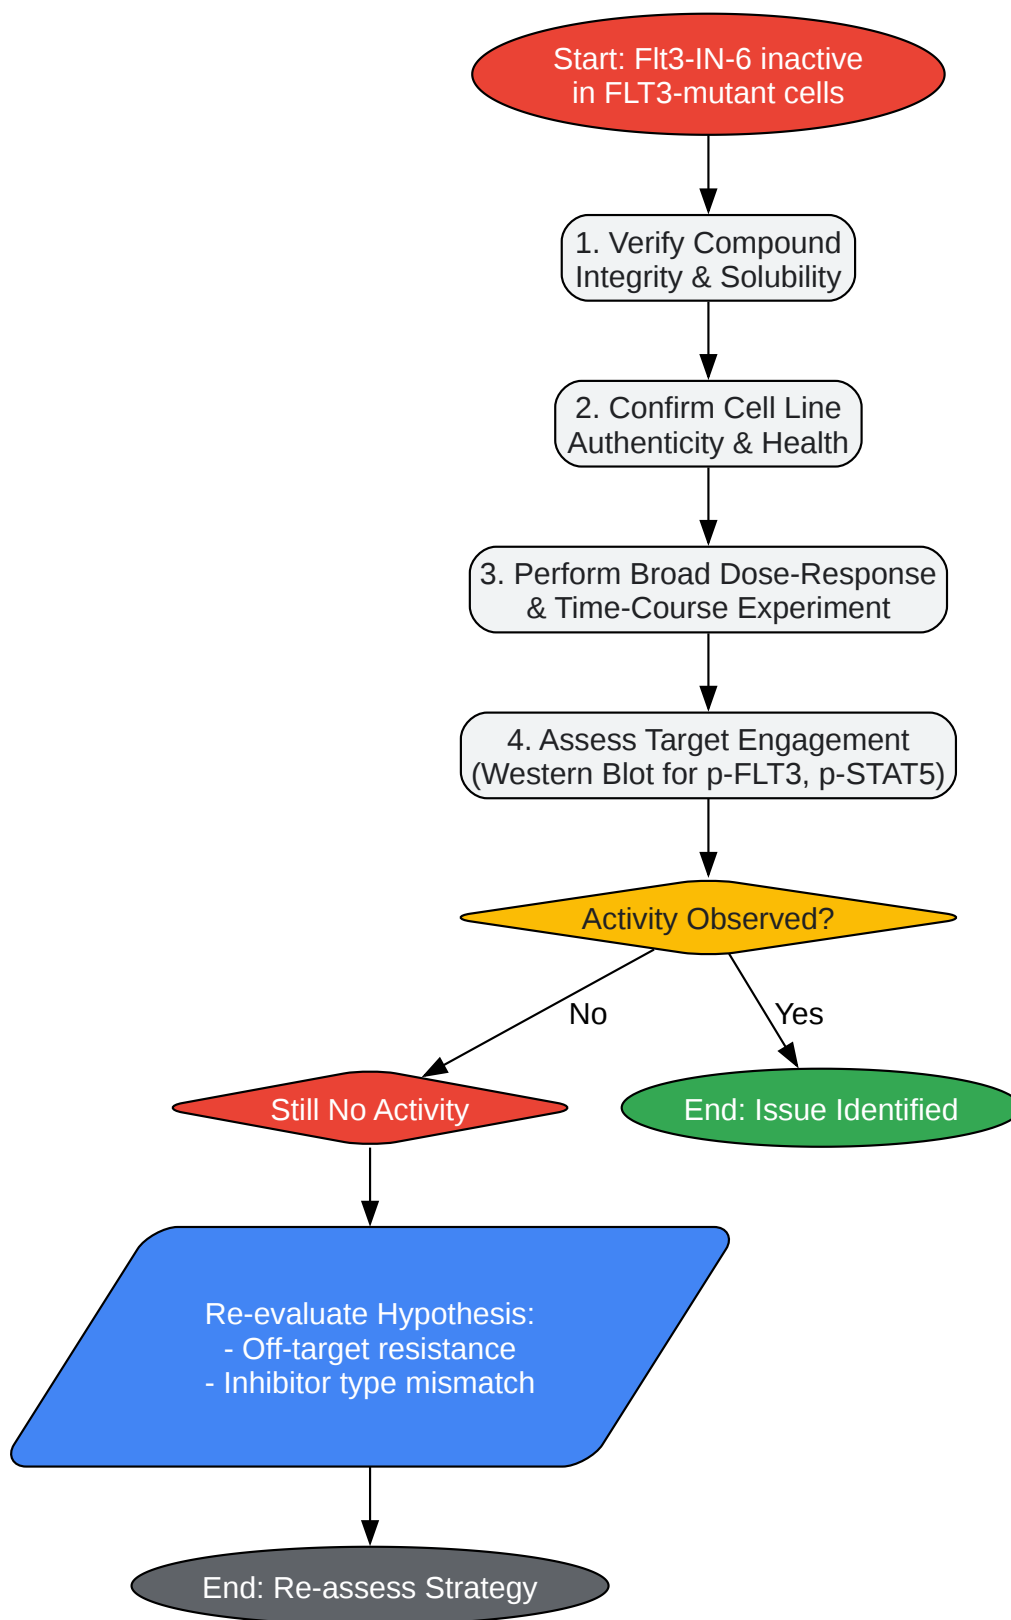 Start: Flt3-IN-6 inactive
in FLT3-mutant cells
1. Verify Compound
Integrity & Solubility
2. Confirm Cell Line
Authenticity & Health
3. Perform Broad Dose-Response
& Time-Course Experiment
4. Assess Target Engagement
(Western Blot for p-FLT3, p-STAT5)
Activity Observed?
No
Yes
Still No Activity
End: Issue Identified
Re-evaluate Hypothesis:
- Off-target resistance
- Inhibitor type mismatch
End: Re-assess Strategy